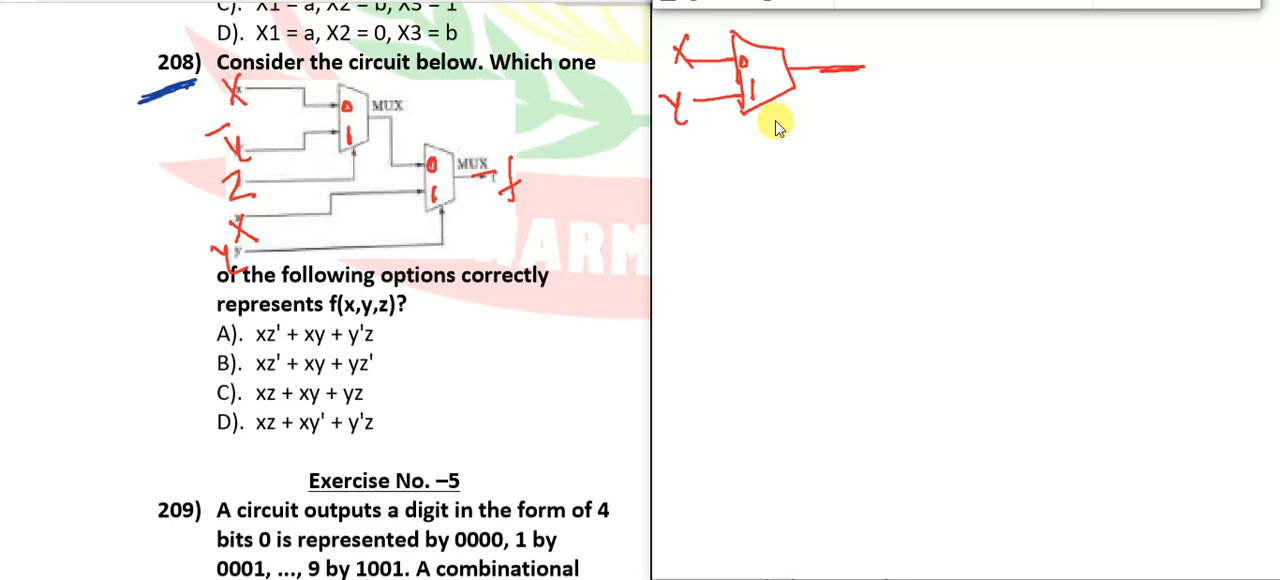 C). X1 = a, X2 = b, X3 = 1
D). X1 = a, X2 = 0, X3 = b
208) Consider the circuit below. Which one
X
0
MUX
1
Z
0
MUX
1
f
X
y
ARM
of the following options correctly
represents f(x,y,z)?
A). xz' + xy + y'z
B). xz' + xy + yz'
C). xz + xy + yz
D). xz + xy' + y'z
Exercise No. –5
209) A circuit outputs a digit in the form of 4
bits 0 is represented by 0000, 1 by
0001, ..., 9 by 1001. A combinational
X
0
1
Y